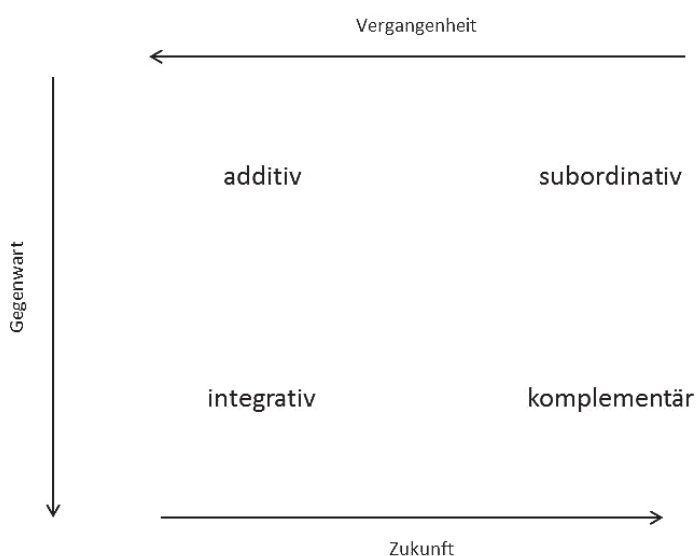 Vergangenheit
additiv
subordinativ
Gegenwart
integrativ
komplementär
Zukunft